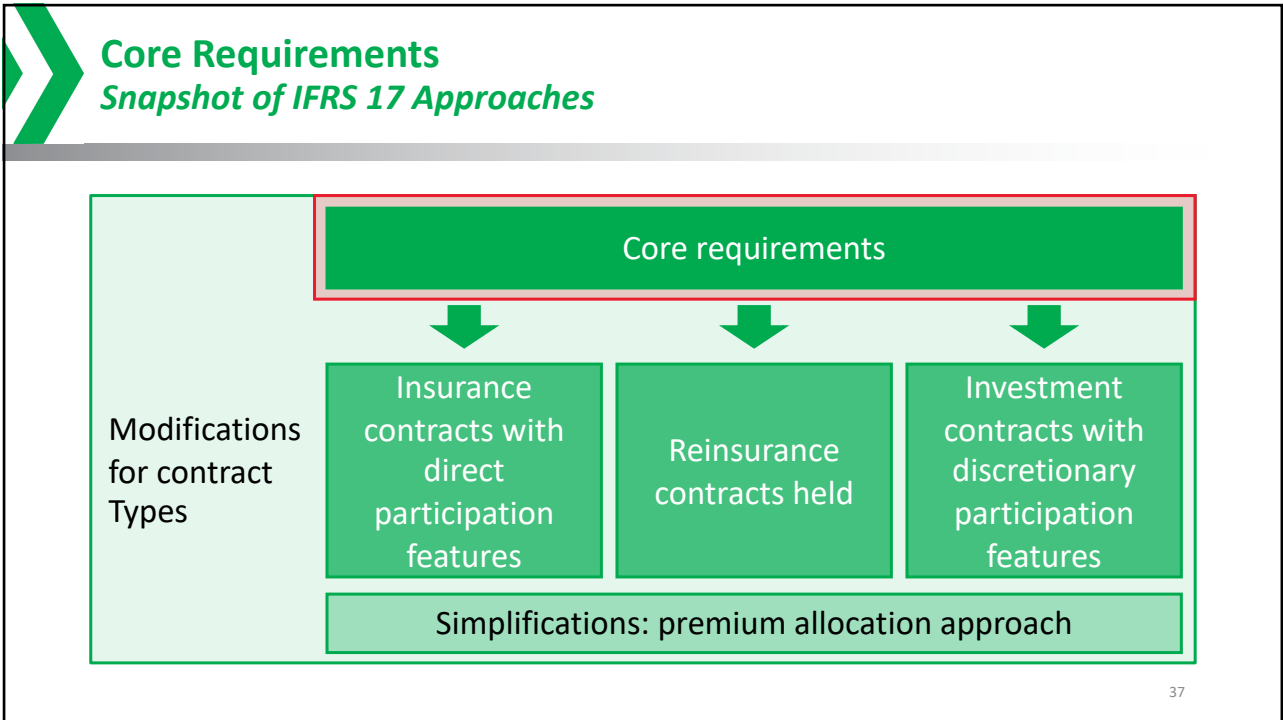 Core Requirements
Snapshot of IFRS 17 Approaches
Core requirements
Modifications
for contract
Types
Insurance
contracts with
direct
participation
features
Reinsurance
contracts held
Investment
contracts with
discretionary
participation
features
Simplifications: premium allocation approach
37